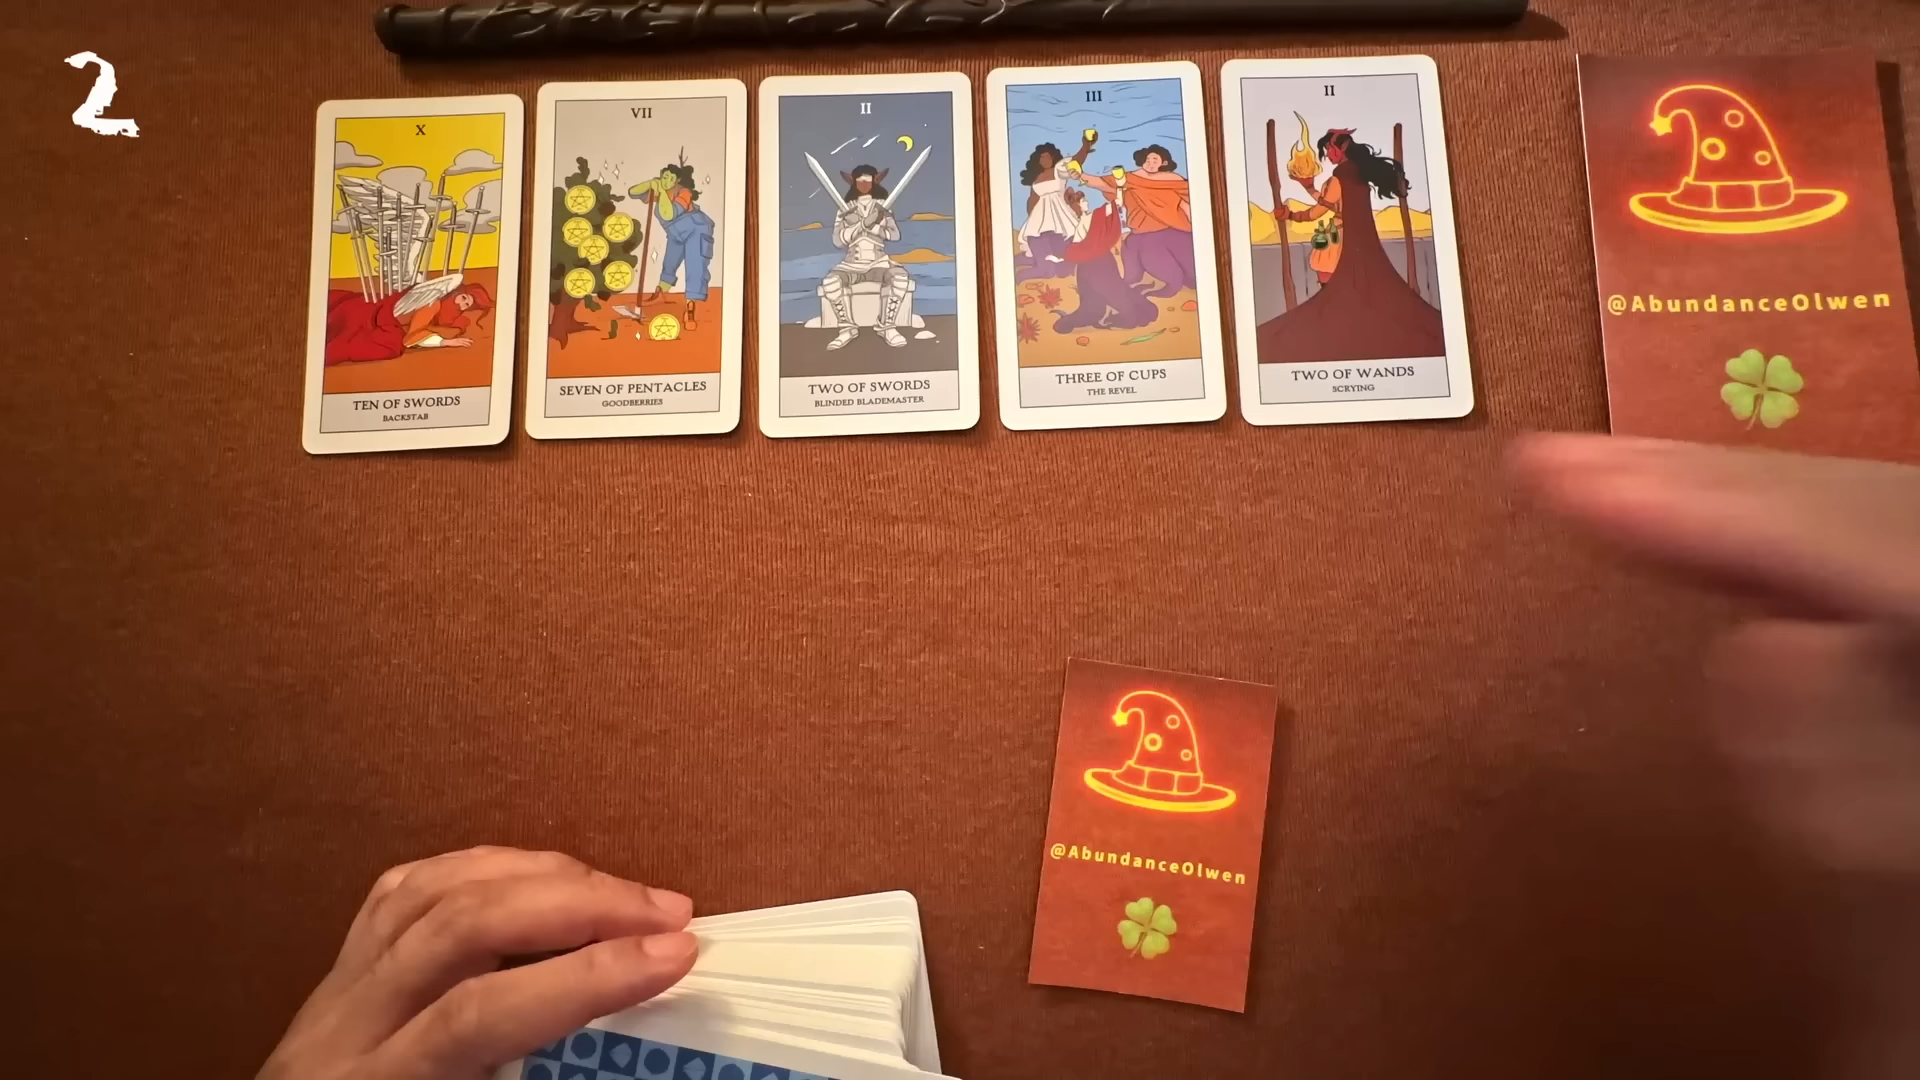 2
X
TEN OF SWORDS
BACKSTAB
VII
SEVEN OF PENTACLES
GOODBERRIES
II
TWO OF SWORDS
BLINDED BLADEMASTER
III
THREE OF CUPS
THE REVEL
II
TWO OF WANDS
SCRYING
@AbundanceOlwen
@AbundanceOlwen